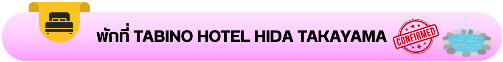 พักที่ TABINO HOTEL HIDA TAKAYAMA
CONFIRMED